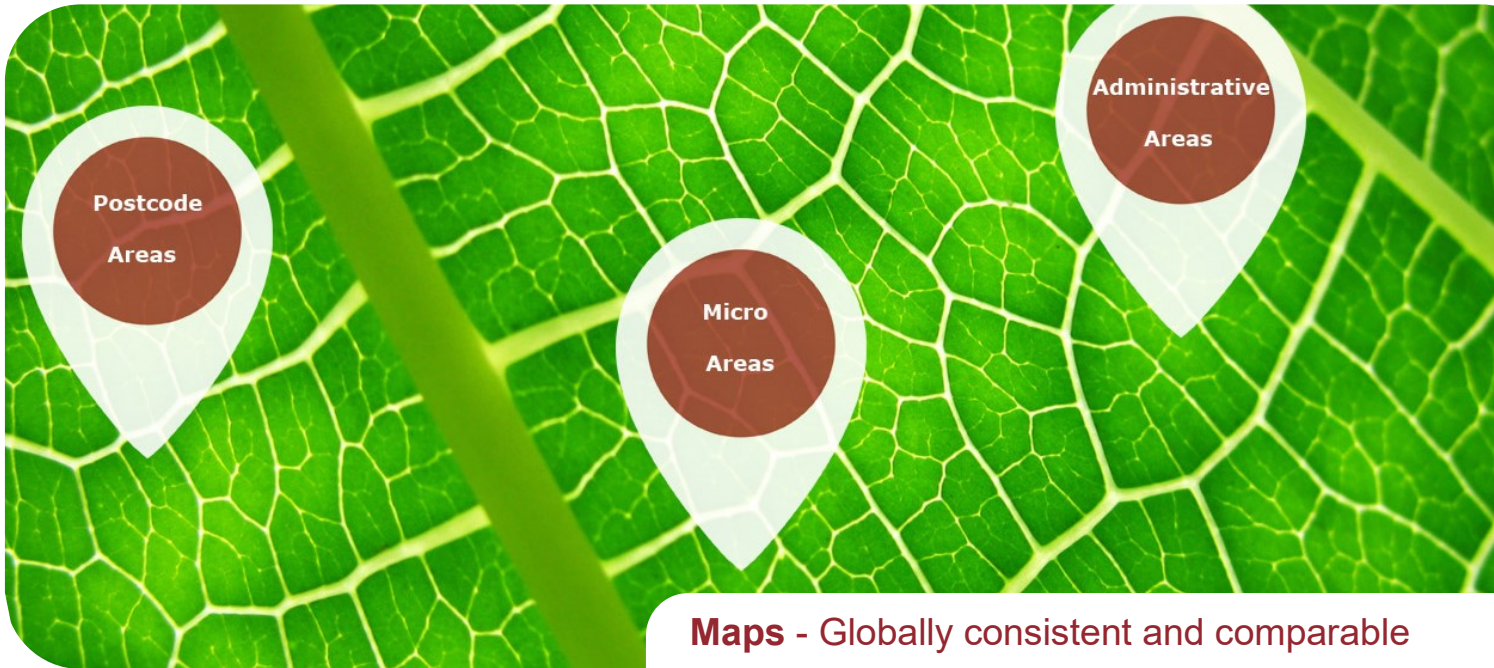 Postcode
Areas
Micro
Areas
Administrative
Areas
Maps - Globally consistent and comparable